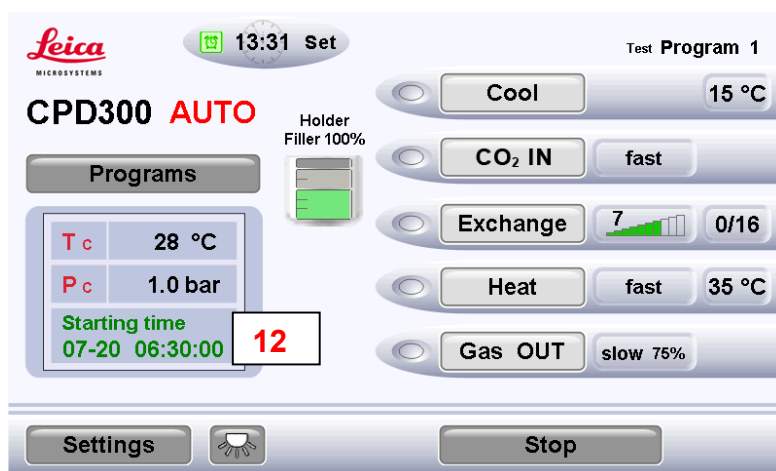 Leica
MICROSYSTEMS
13:31 Set
Test Program 1
CPD300 AUTO
Holder
Filler 100%
Programs
Tc 28 °C
Pc 1.0 bar
Starting time
07-20 06:30:00
12
Cool 15 °C
CO₂ IN fast
Exchange 7 0/16
Heat fast 35 °C
Gas OUT slow 75%
Settings
Stop